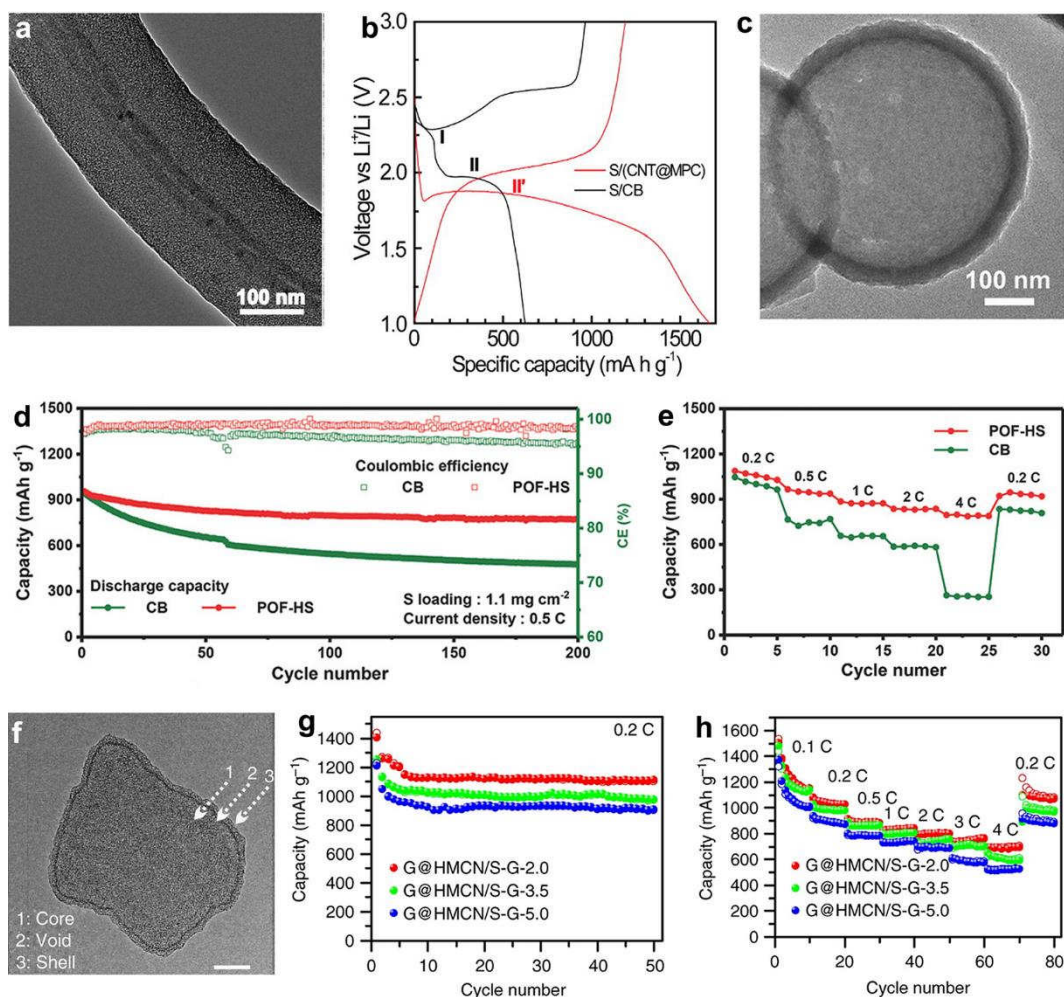 a
100 nm
b
Voltage vs Li⁺/Li (V)
3.0
2.5
2.0
1.5
1.0
I
II
II'
S/(CNT@MPC)
S/CB
0 500 1000 1500
Specific capacity (mA h g⁻¹)
c
100 nm
d
Capacity (mAh g⁻¹)
1500
1200
900
600
300
0
Coulombic efficiency
CB POF-HS
Discharge capacity
CB POF-HS
S loading : 1.1 mg cm⁻²
Current density : 0.5 C
100
95
90
85
80
75
70
60
CE (%)
0 50 100 150 200
Cycle number
e
Capacity (mAh g⁻¹)
1500
1200
900
600
300
0
POF-HS
CB
0.2 C
0.5 C
1 C
2 C
4 C
0.2 C
0 5 10 15 20 25 30
Cycle numer
f
1 2 3
1: Core
2: Void
3: Shell
g
Capacity (mAh g⁻¹)
1400
1200
1000
800
600
400
200
0
0.2 C
G@HMCN/S-G-2.0
G@HMCN/S-G-3.5
G@HMCN/S-G-5.0
0 10 20 30 40 50
Cycle number
h
Capacity (mAh g⁻¹)
1600
1400
1200
1000
800
600
400
200
0
0.1 C
0.2 C
0.5 C
1 C
2 C
3 C
4 C
0.2 C
G@HMCN/S-G-2.0
G@HMCN/S-G-3.5
G@HMCN/S-G-5.0
0 10 20 30 40 50 60 70 80
Cycle number